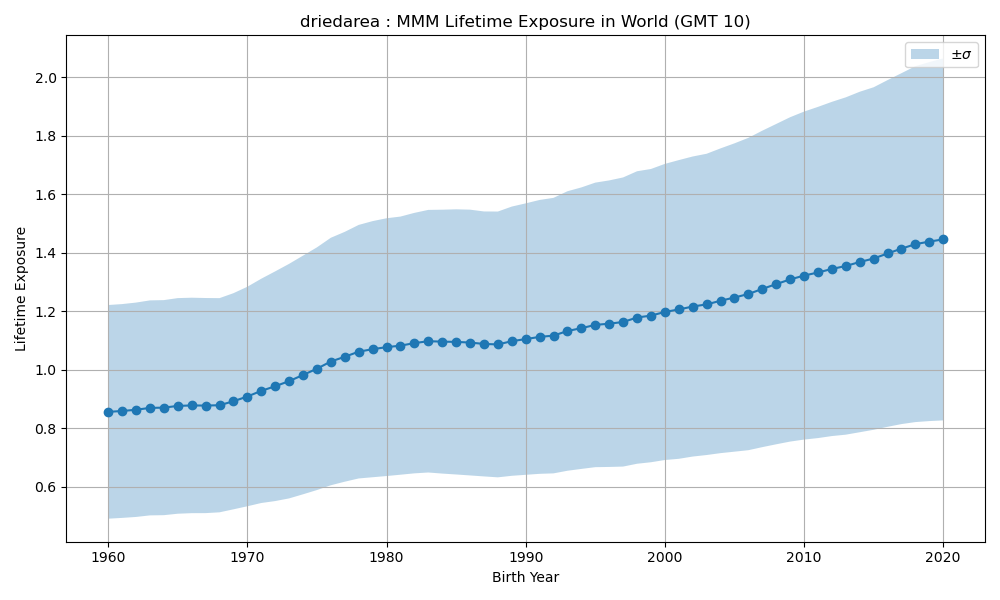 driedarea : MMM Lifetime Exposure in World (GMT 10)
±σ
Lifetime Exposure
2.0
1.8
1.6
1.4
1.2
1.0
0.8
0.6
1960 1970 1980 1990 2000 2010 2020
Birth Year